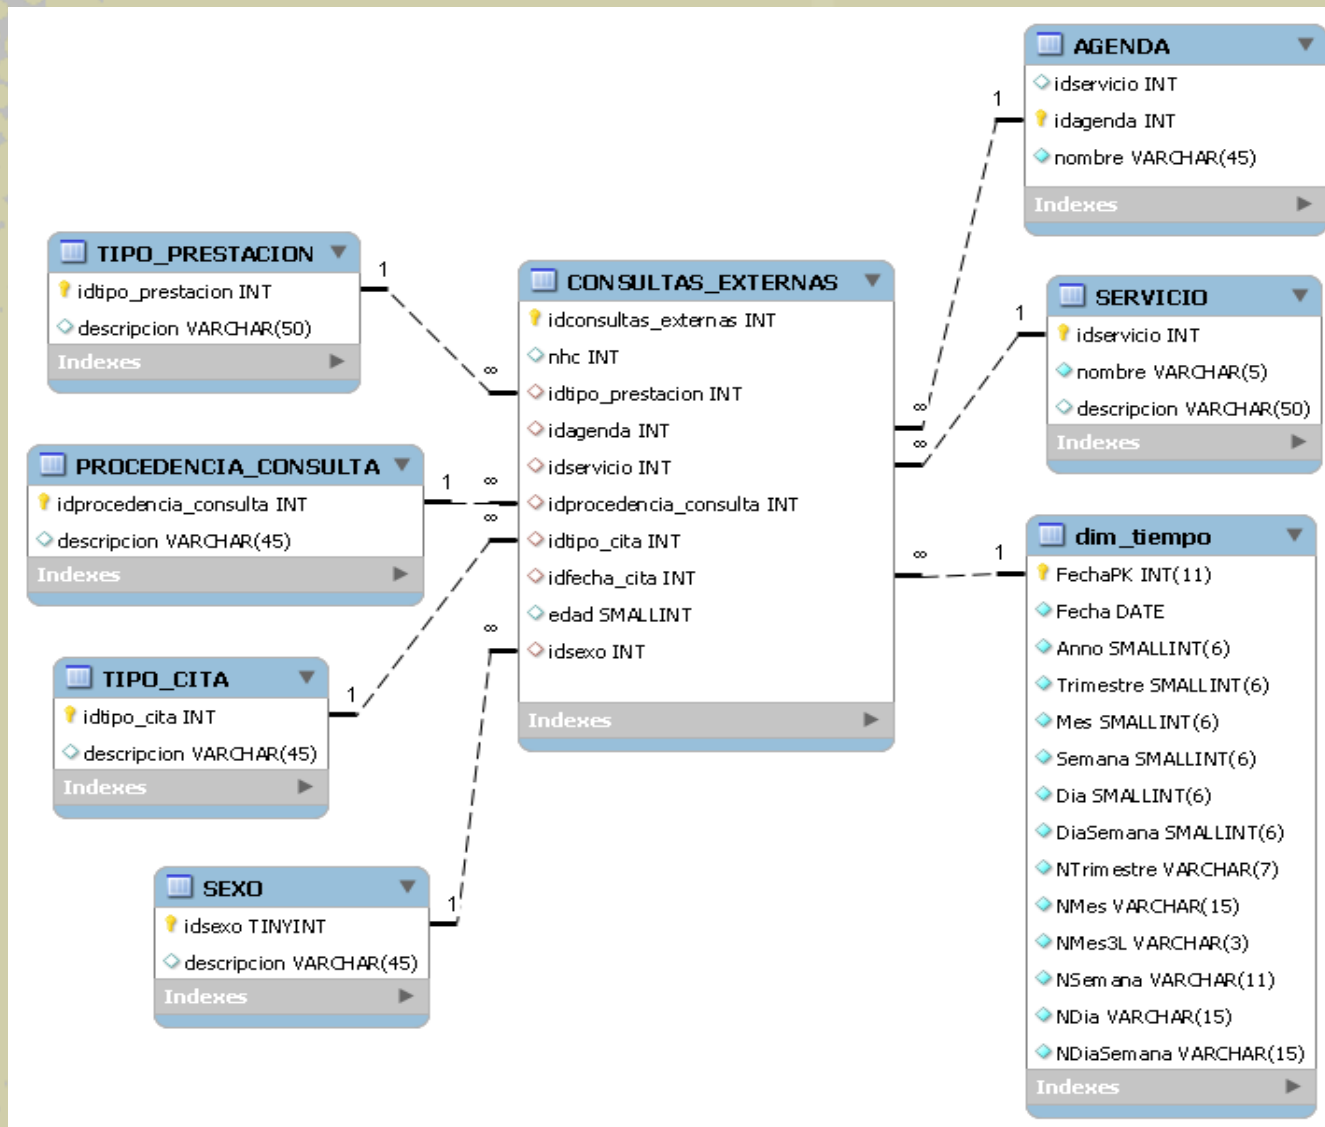 AGENDA
idservicio INT
idagenda INT
nombre VARCHAR(45)
Indexes
1
∞
TIPO_PRESTACION
idtipo_prestacion INT
descripcion VARCHAR(50)
Indexes
1
∞
CONSULTAS_EXTERNAS
idconsultas_externas INT
nhc INT
idtipo_prestacion INT
idagenda INT
idservicio INT
idprocedencia_consulta INT
idtipo_cita INT
idfecha_cita INT
edad SMALLINT
idsexo INT
Indexes
SERVICIO
idservicio INT
nombre VARCHAR(5)
descripcion VARCHAR(50)
Indexes
1
∞
PROCEDENCIA_CONSULTA
idprocedencia_consulta INT
descripcion VARCHAR(45)
Indexes
1
∞
dim_tiempo
FechaPK INT(11)
Fecha DATE
Anno SMALLINT(6)
Trimestre SMALLINT(6)
Mes SMALLINT(6)
Semana SMALLINT(6)
Dia SMALLINT(6)
DiaSemana SMALLINT(6)
NTrimestre VARCHAR(7)
NMes VARCHAR(15)
NMes3L VARCHAR(3)
NSemana VARCHAR(11)
NDia VARCHAR(15)
NDiaSemana VARCHAR(15)
Indexes
1
∞
TIPO_CITA
idtipo_cita INT
descripcion VARCHAR(45)
Indexes
1
∞
SEXO
idsexo TINYINT
descripcion VARCHAR(45)
Indexes
1
∞